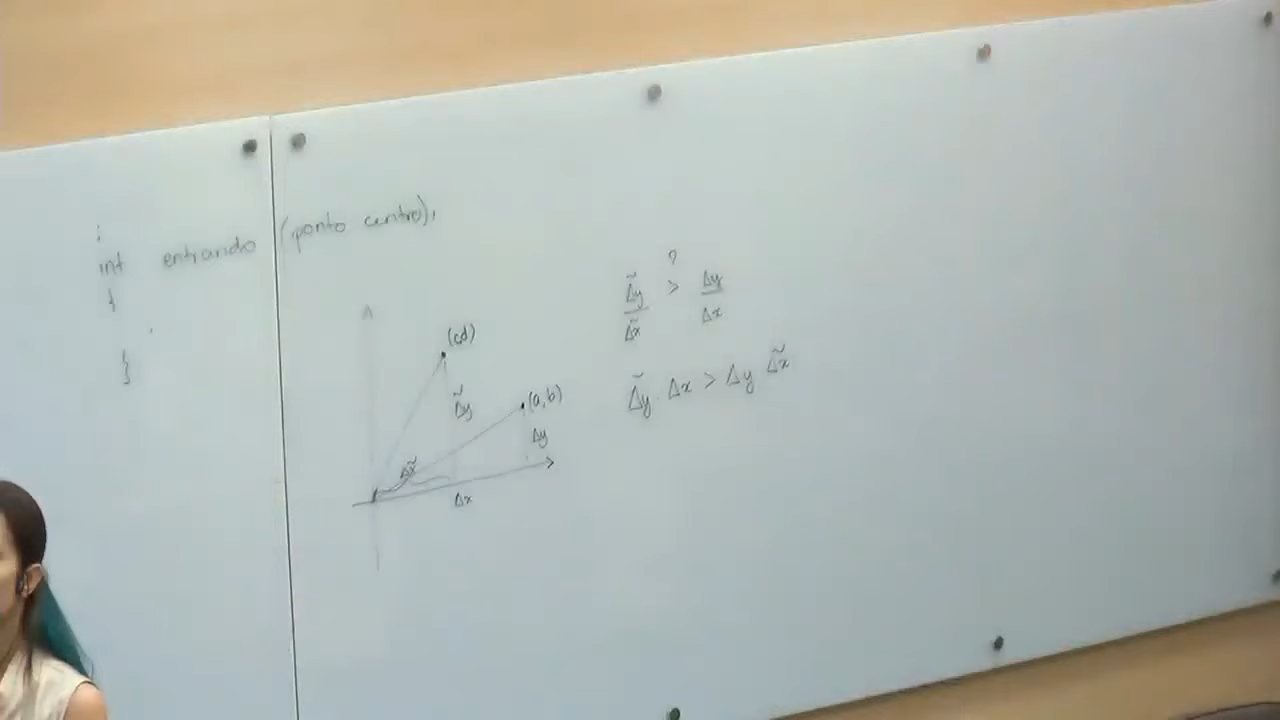 :
int entrando (ponto centro);
{
}
(c,d)
(a,b)
Δ̃y
Δy
Δ̃x
Δx
?
Δ̃y/Δ̃x > Δy/Δx
Δ̃y . Δx > Δy Δ̃x